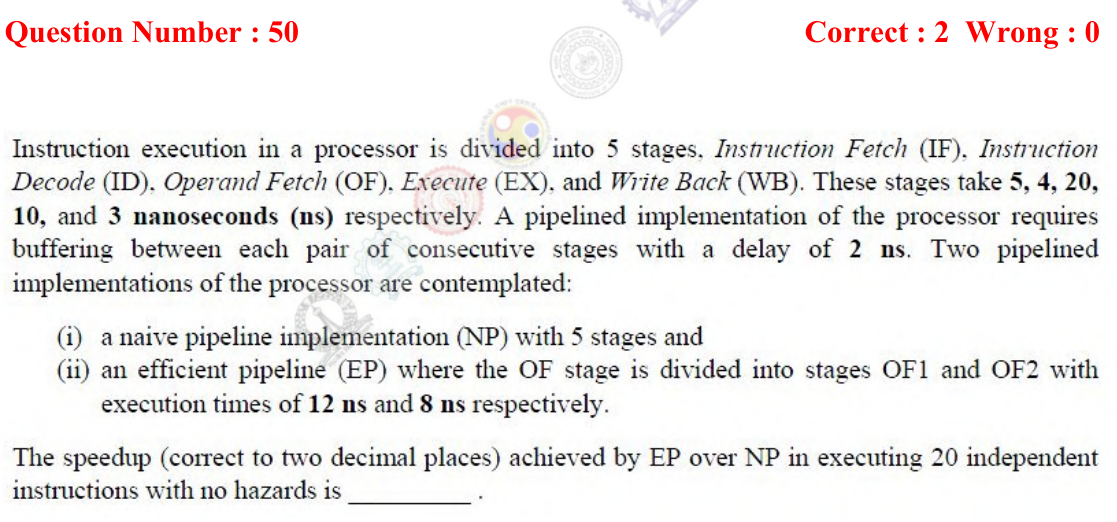 Question Number : 50 Correct : 2 Wrong : 0
Instruction execution in a processor is divided into 5 stages, Instruction Fetch (IF), Instruction
Decode (ID), Operand Fetch (OF), Execute (EX), and Write Back (WB). These stages take 5, 4, 20,
10, and 3 nanoseconds (ns) respectively. A pipelined implementation of the processor requires
buffering between each pair of consecutive stages with a delay of 2 ns. Two pipelined
implementations of the processor are contemplated:
(i) a naive pipeline implementation (NP) with 5 stages and
(ii) an efficient pipeline (EP) where the OF stage is divided into stages OF1 and OF2 with
execution times of 12 ns and 8 ns respectively.
The speedup (correct to two decimal places) achieved by EP over NP in executing 20 independent
instructions with no hazards is _________ .